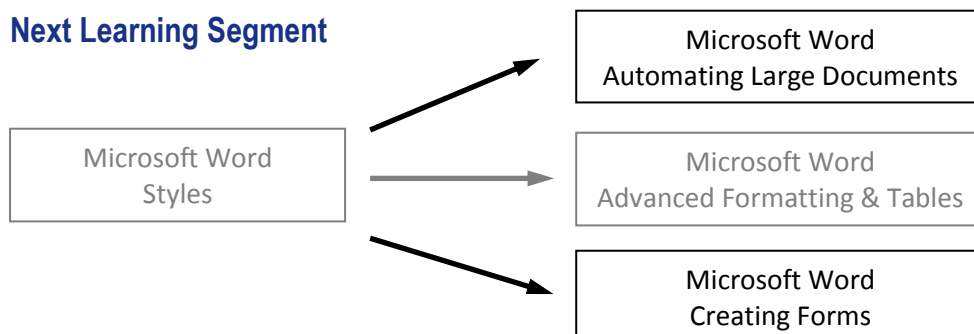 Next Learning Segment
Microsoft Word
Automating Large Documents
Microsoft Word
Styles
Microsoft Word
Advanced Formatting & Tables
Microsoft Word
Creating Forms